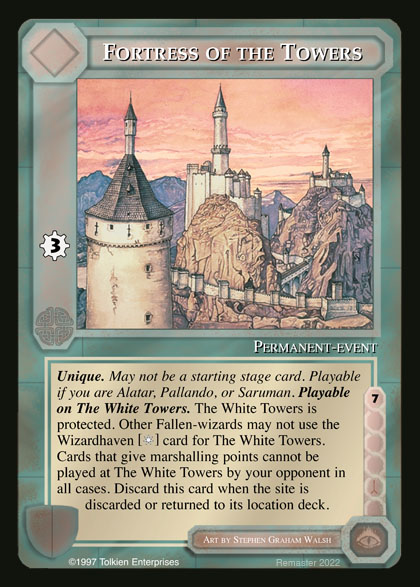 FORTRESS OF THE TOWERS
3
PERMANENT-EVENT
Unique. May not be a starting stage card. Playable
if you are Alatar, Pallando, or Saruman. Playable
on The White Towers. The White Towers is
protected. Other Fallen-wizards may not use the
Wizardhaven [☼] card for The White Towers.
Cards that give marshalling points cannot be
played at The White Towers by your opponent in
all cases. Discard this card when the site is
discarded or returned to its location deck.
7
ART BY STEPHEN GRAHAM WALSH
©1997 Tolkien Enterprises
Remaster 2022